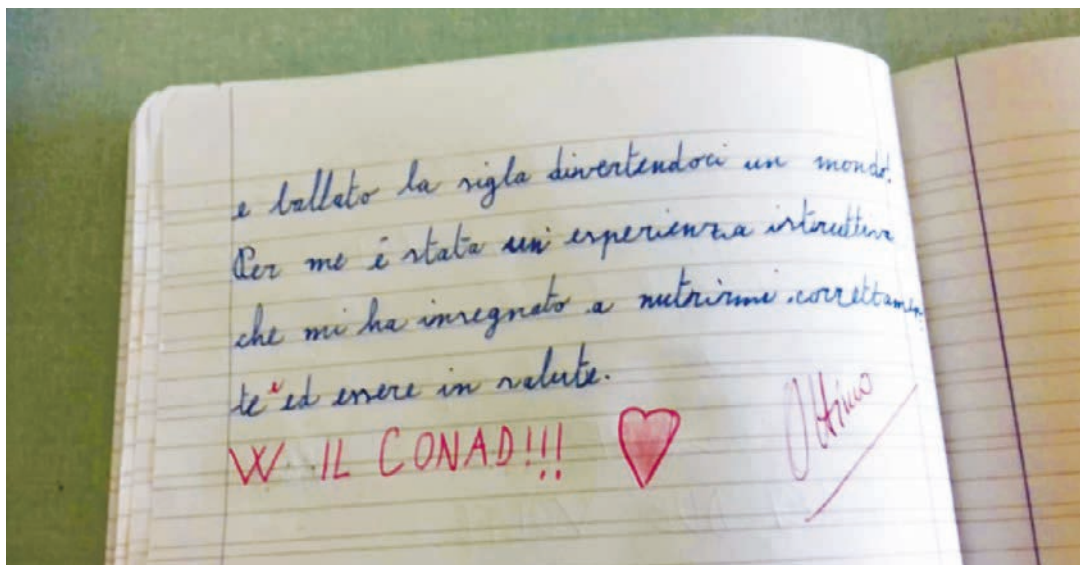 e ballato la sigla divertendoci un mondo.
Per me é stata un'esperienza istruttiva
che mi ha insegnato a nutrirmi correttamen
te e ed essere in salute.
W IL CONAD!!!
Ottimo